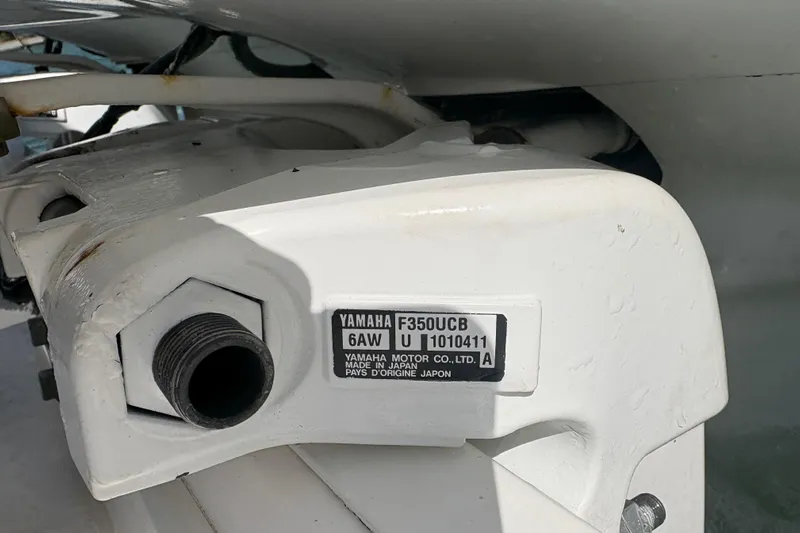 YAMAHA F350UCB
6AW U 1010411 A
YAMAHA MOTOR CO., LTD.
MADE IN JAPAN
PAYS D'ORIGINE JAPON